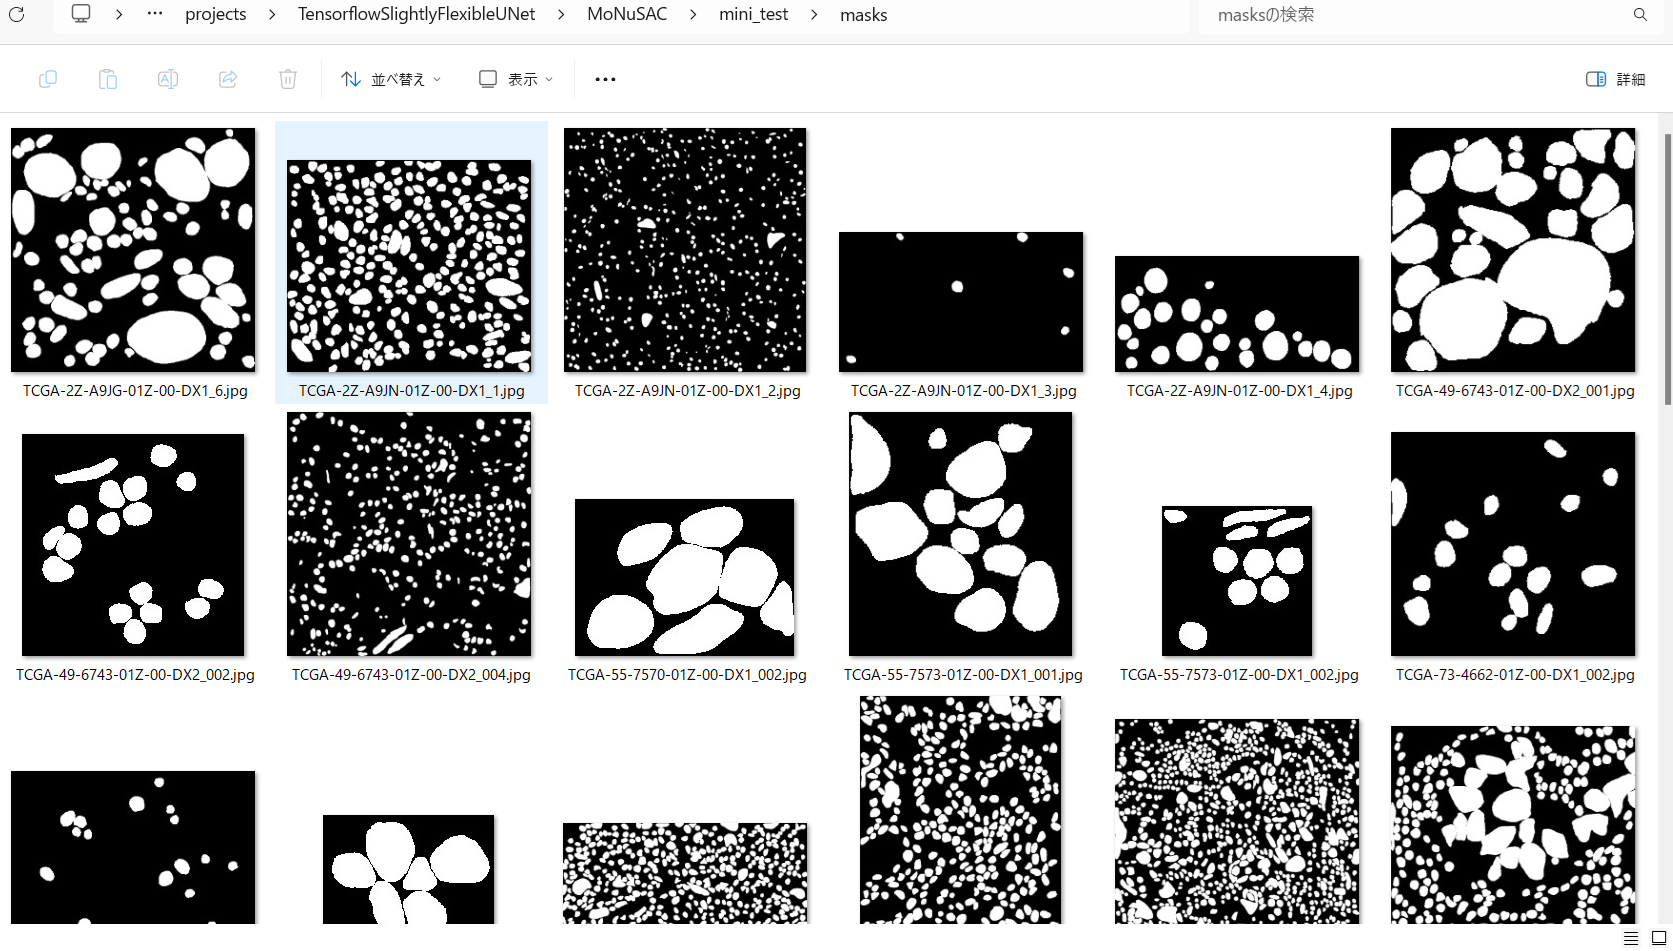 projects > TensorflowSlightlyFlexibleUNet > MoNuSAC > mini_test > masks
masksの検索
並べ替え
表示
詳細
TCGA-2Z-A9JG-01Z-00-DX1_6.jpg
TCGA-2Z-A9JN-01Z-00-DX1_1.jpg
TCGA-2Z-A9JN-01Z-00-DX1_2.jpg
TCGA-2Z-A9JN-01Z-00-DX1_3.jpg
TCGA-2Z-A9JN-01Z-00-DX1_4.jpg
TCGA-49-6743-01Z-00-DX2_001.jpg
TCGA-49-6743-01Z-00-DX2_002.jpg
TCGA-49-6743-01Z-00-DX2_004.jpg
TCGA-55-7570-01Z-00-DX1_002.jpg
TCGA-55-7573-01Z-00-DX1_001.jpg
TCGA-55-7573-01Z-00-DX1_002.jpg
TCGA-73-4662-01Z-00-DX1_002.jpg